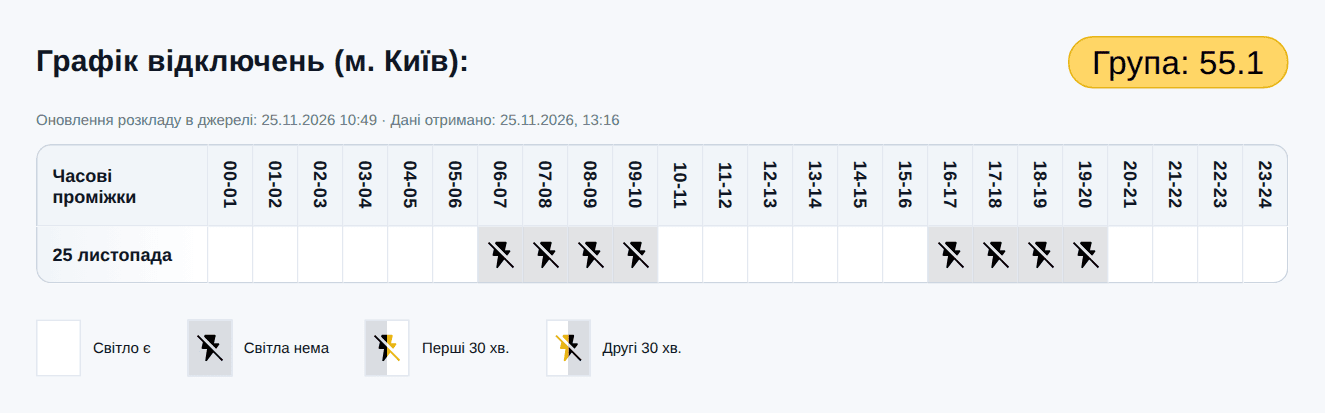 Графік відключень (м. Київ):
Група: 55.1
Оновлення розкладу в джерелі: 25.11.2026 10:49 · Дані отримано: 25.11.2026, 13:16
Часові
проміжки
00-01
01-02
02-03
03-04
04-05
05-06
06-07
07-08
08-09
09-10
10-11
11-12
12-13
13-14
14-15
15-16
16-17
17-18
18-19
19-20
20-21
21-22
22-23
23-24
25 листопада
Світло є
Світла нема
Перші 30 хв.
Другі 30 хв.